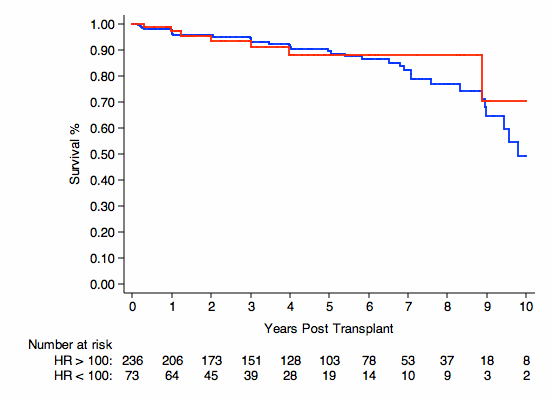 1.00
0.90
0.80
0.70
0.60
0.50
0.40
0.30
0.20
0.10
0.00
Survival %
0 1 2 3 4 5 6 7 8 9 10
Years Post Transplant
Number at risk
HR > 100: 236 206 173 151 128 103 78 53 37 18 8
HR < 100: 73 64 45 39 28 19 14 10 9 3 2